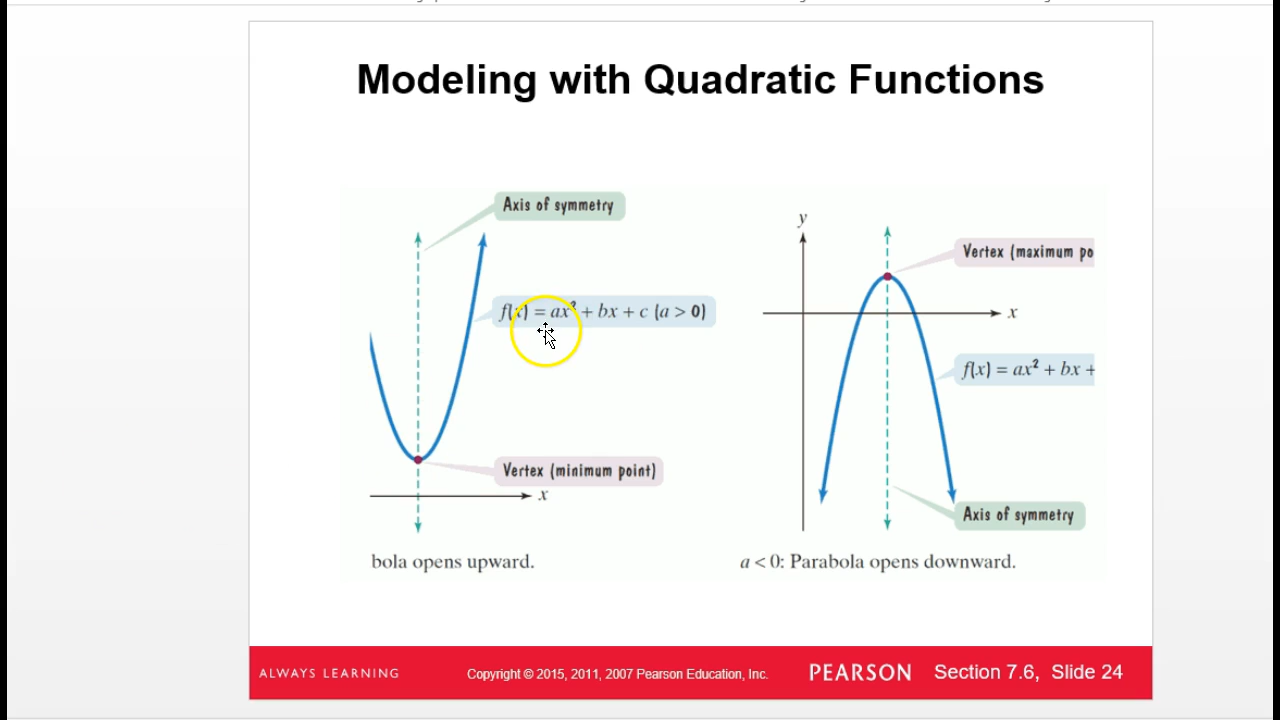 Modeling with Quadratic Functions
Axis of symmetry
f(x) = ax² + bx + c (a > 0)
Vertex (minimum point)
x
bola opens upward.
y
Vertex (maximum po
x
f(x) = ax² + bx +
Axis of symmetry
a < 0: Parabola opens downward.
ALWAYS LEARNING
Copyright © 2015, 2011, 2007 Pearson Education, Inc.
PEARSON
Section 7.6, Slide 24